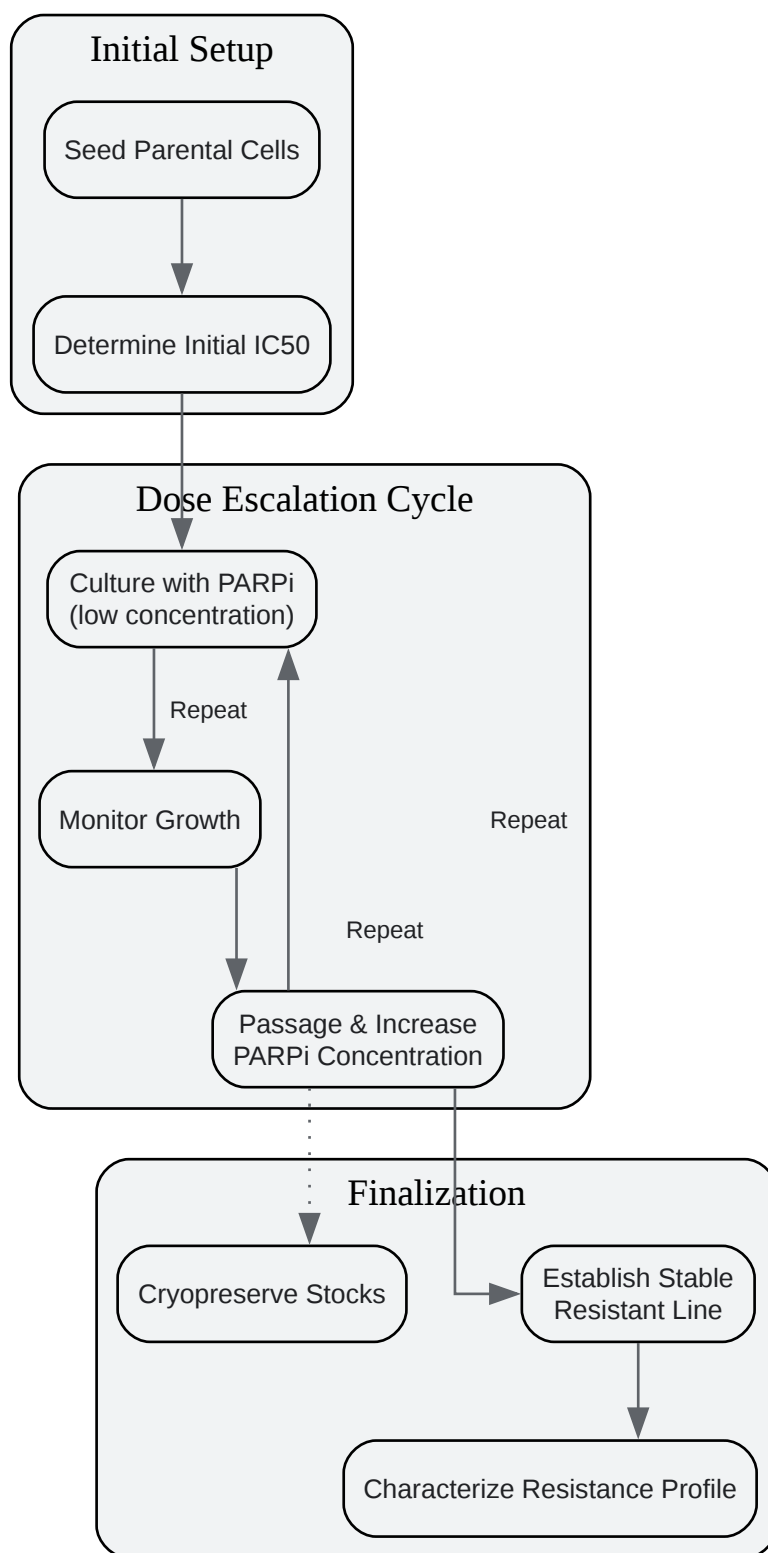 Initial Setup
Seed Parental Cells
Determine Initial IC50
Dose Escalation Cycle
Culture with PARPi
(low concentration)
Repeat
Monitor Growth
Repeat
Repeat
Passage & Increase
PARPi Concentration
Finalization
Cryopreserve Stocks
Establish Stable
Resistant Line
Characterize Resistance Profile